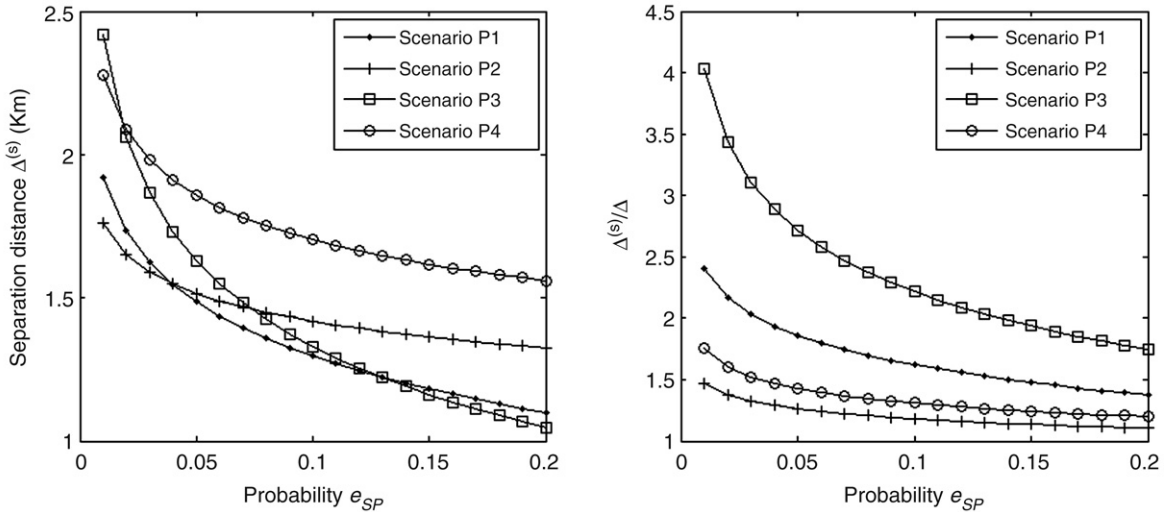 2.5
2
1.5
1
0
0.05
0.1
0.15
0.2
Separation distance Δ(s) (Km)
Probability eSP
Scenario P1
Scenario P2
Scenario P3
Scenario P4
4.5
4
3.5
3
2.5
2
1.5
1
0
0.05
0.1
0.15
0.2
Δ(s)/Δ
Probability eSP
Scenario P1
Scenario P2
Scenario P3
Scenario P4